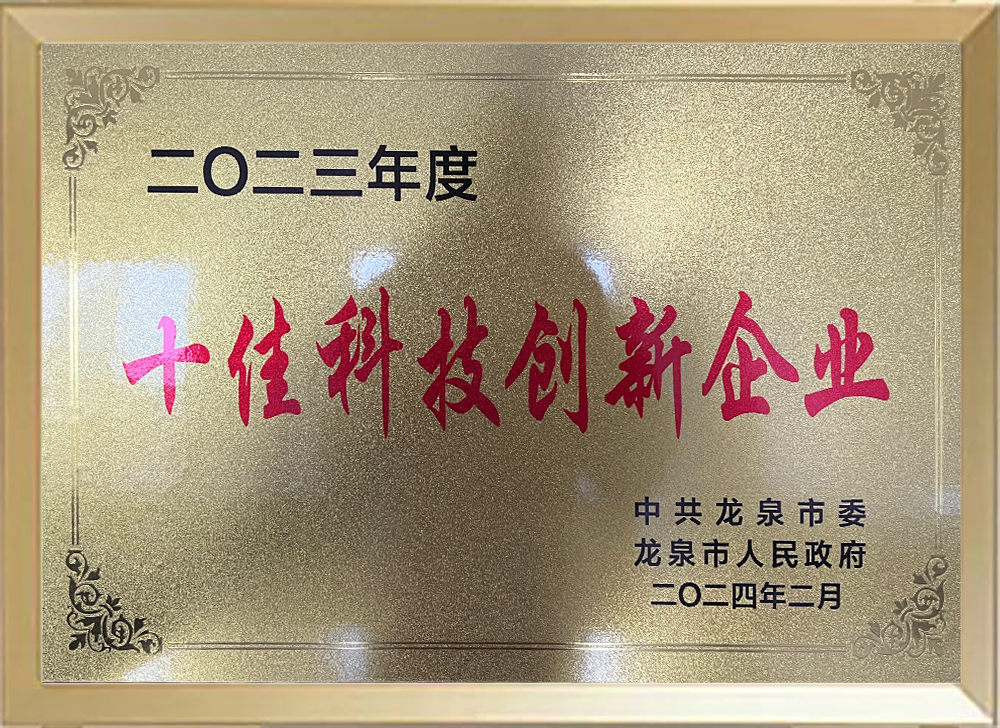 二〇二三年度
十佳科技创新企业
中共龙泉市委
龙泉市人民政府
二〇二四年二月